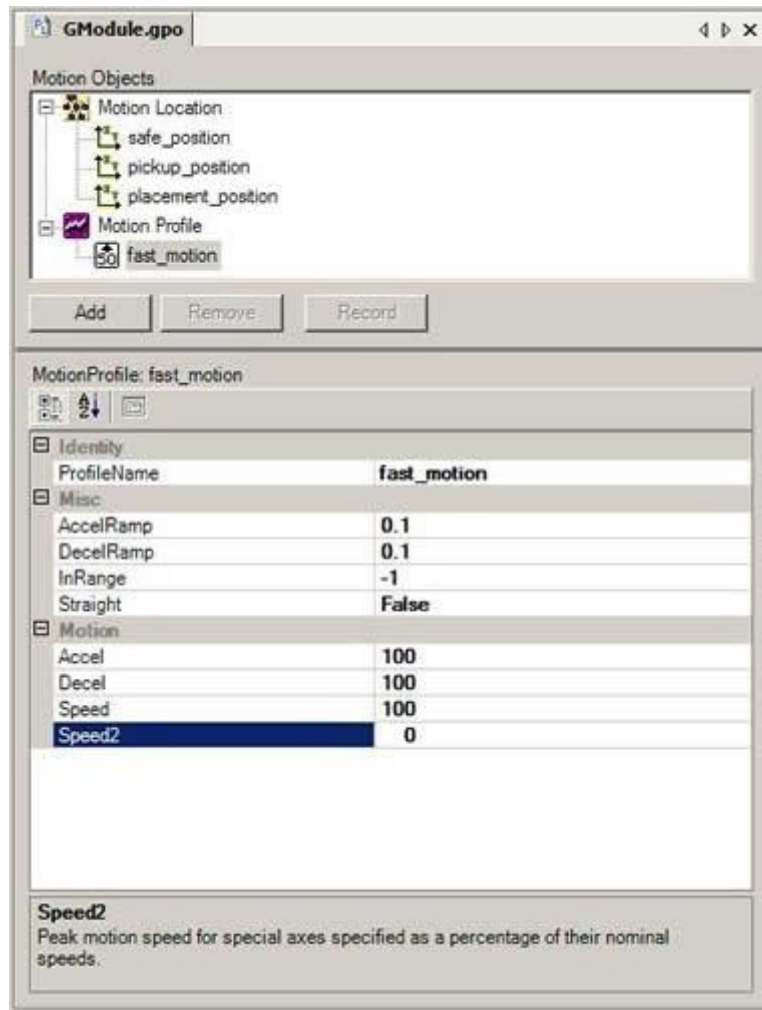 GModule.gpo
Motion Objects
Motion Location
safe_position
pickup_position
placement_position
Motion Profile
fast_motion
Add Remove Record
MotionProfile: fast_motion
Identity
ProfileName fast_motion
Misc
AccelRamp 0.1
DecelRamp 0.1
InRange -1
Straight False
Motion
Accel 100
Decel 100
Speed 100
Speed2 0
Speed2
Peak motion speed for special axes specified as a percentage of their nominal
speeds.